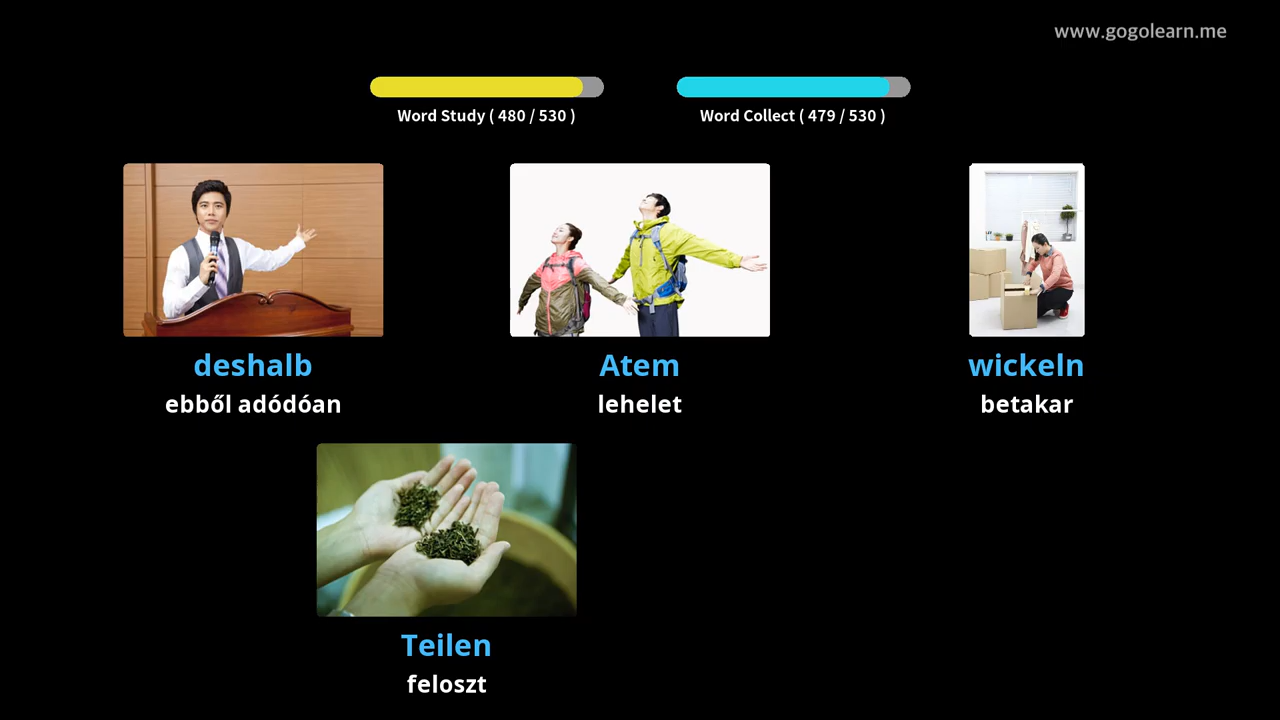 www.gogolearn.me
Word Study ( 480 / 530 )
Word Collect ( 479 / 530 )
deshalb
ebből adódóan
Atem
lehelet
wickeln
betakar
Teilen
feloszt